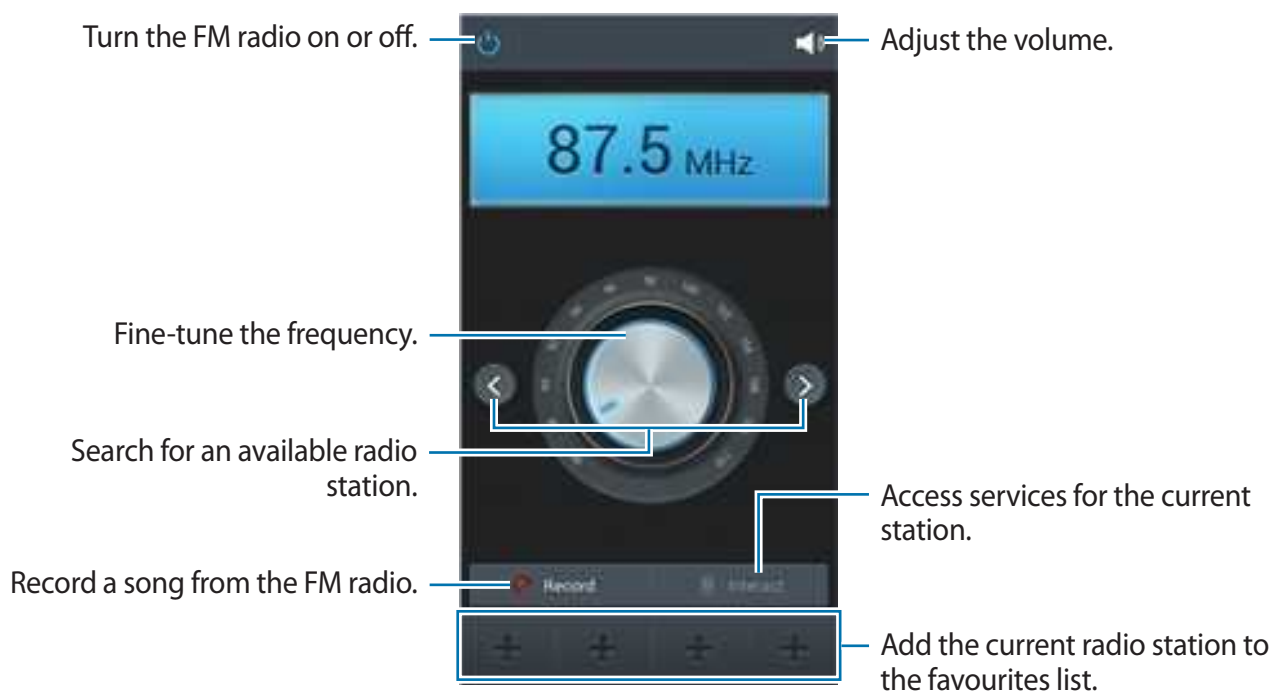 Turn the FM radio on or off.
Adjust the volume.
87.5 MHz
Fine-tune the frequency.
Search for an available radio
station.
Access services for the current
station.
Record a song from the FM radio.
Record
Interact
Add the current radio station to
the favourites list.